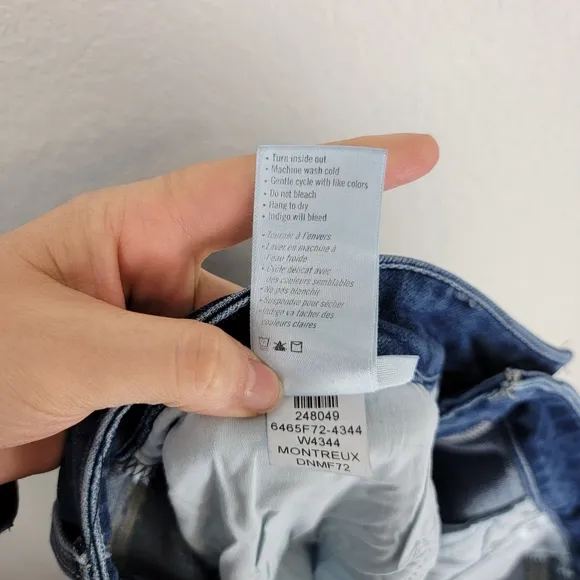 • Turn inside out
• Machine wash cold
• Gentle cycle with like colors
• Do not bleach
• Hang to dry
• Indigo will bleed
• Tourner à l'envers
• Laver en machine à
l'eau froide
• Cycle délicat avec
des couleurs semblables
• Ne pas blanchir
• Suspendre pour sécher
• Indigo va tacher des
couleurs claires
248049
6465F72-4344
W4344
MONTREUX
DNMF72